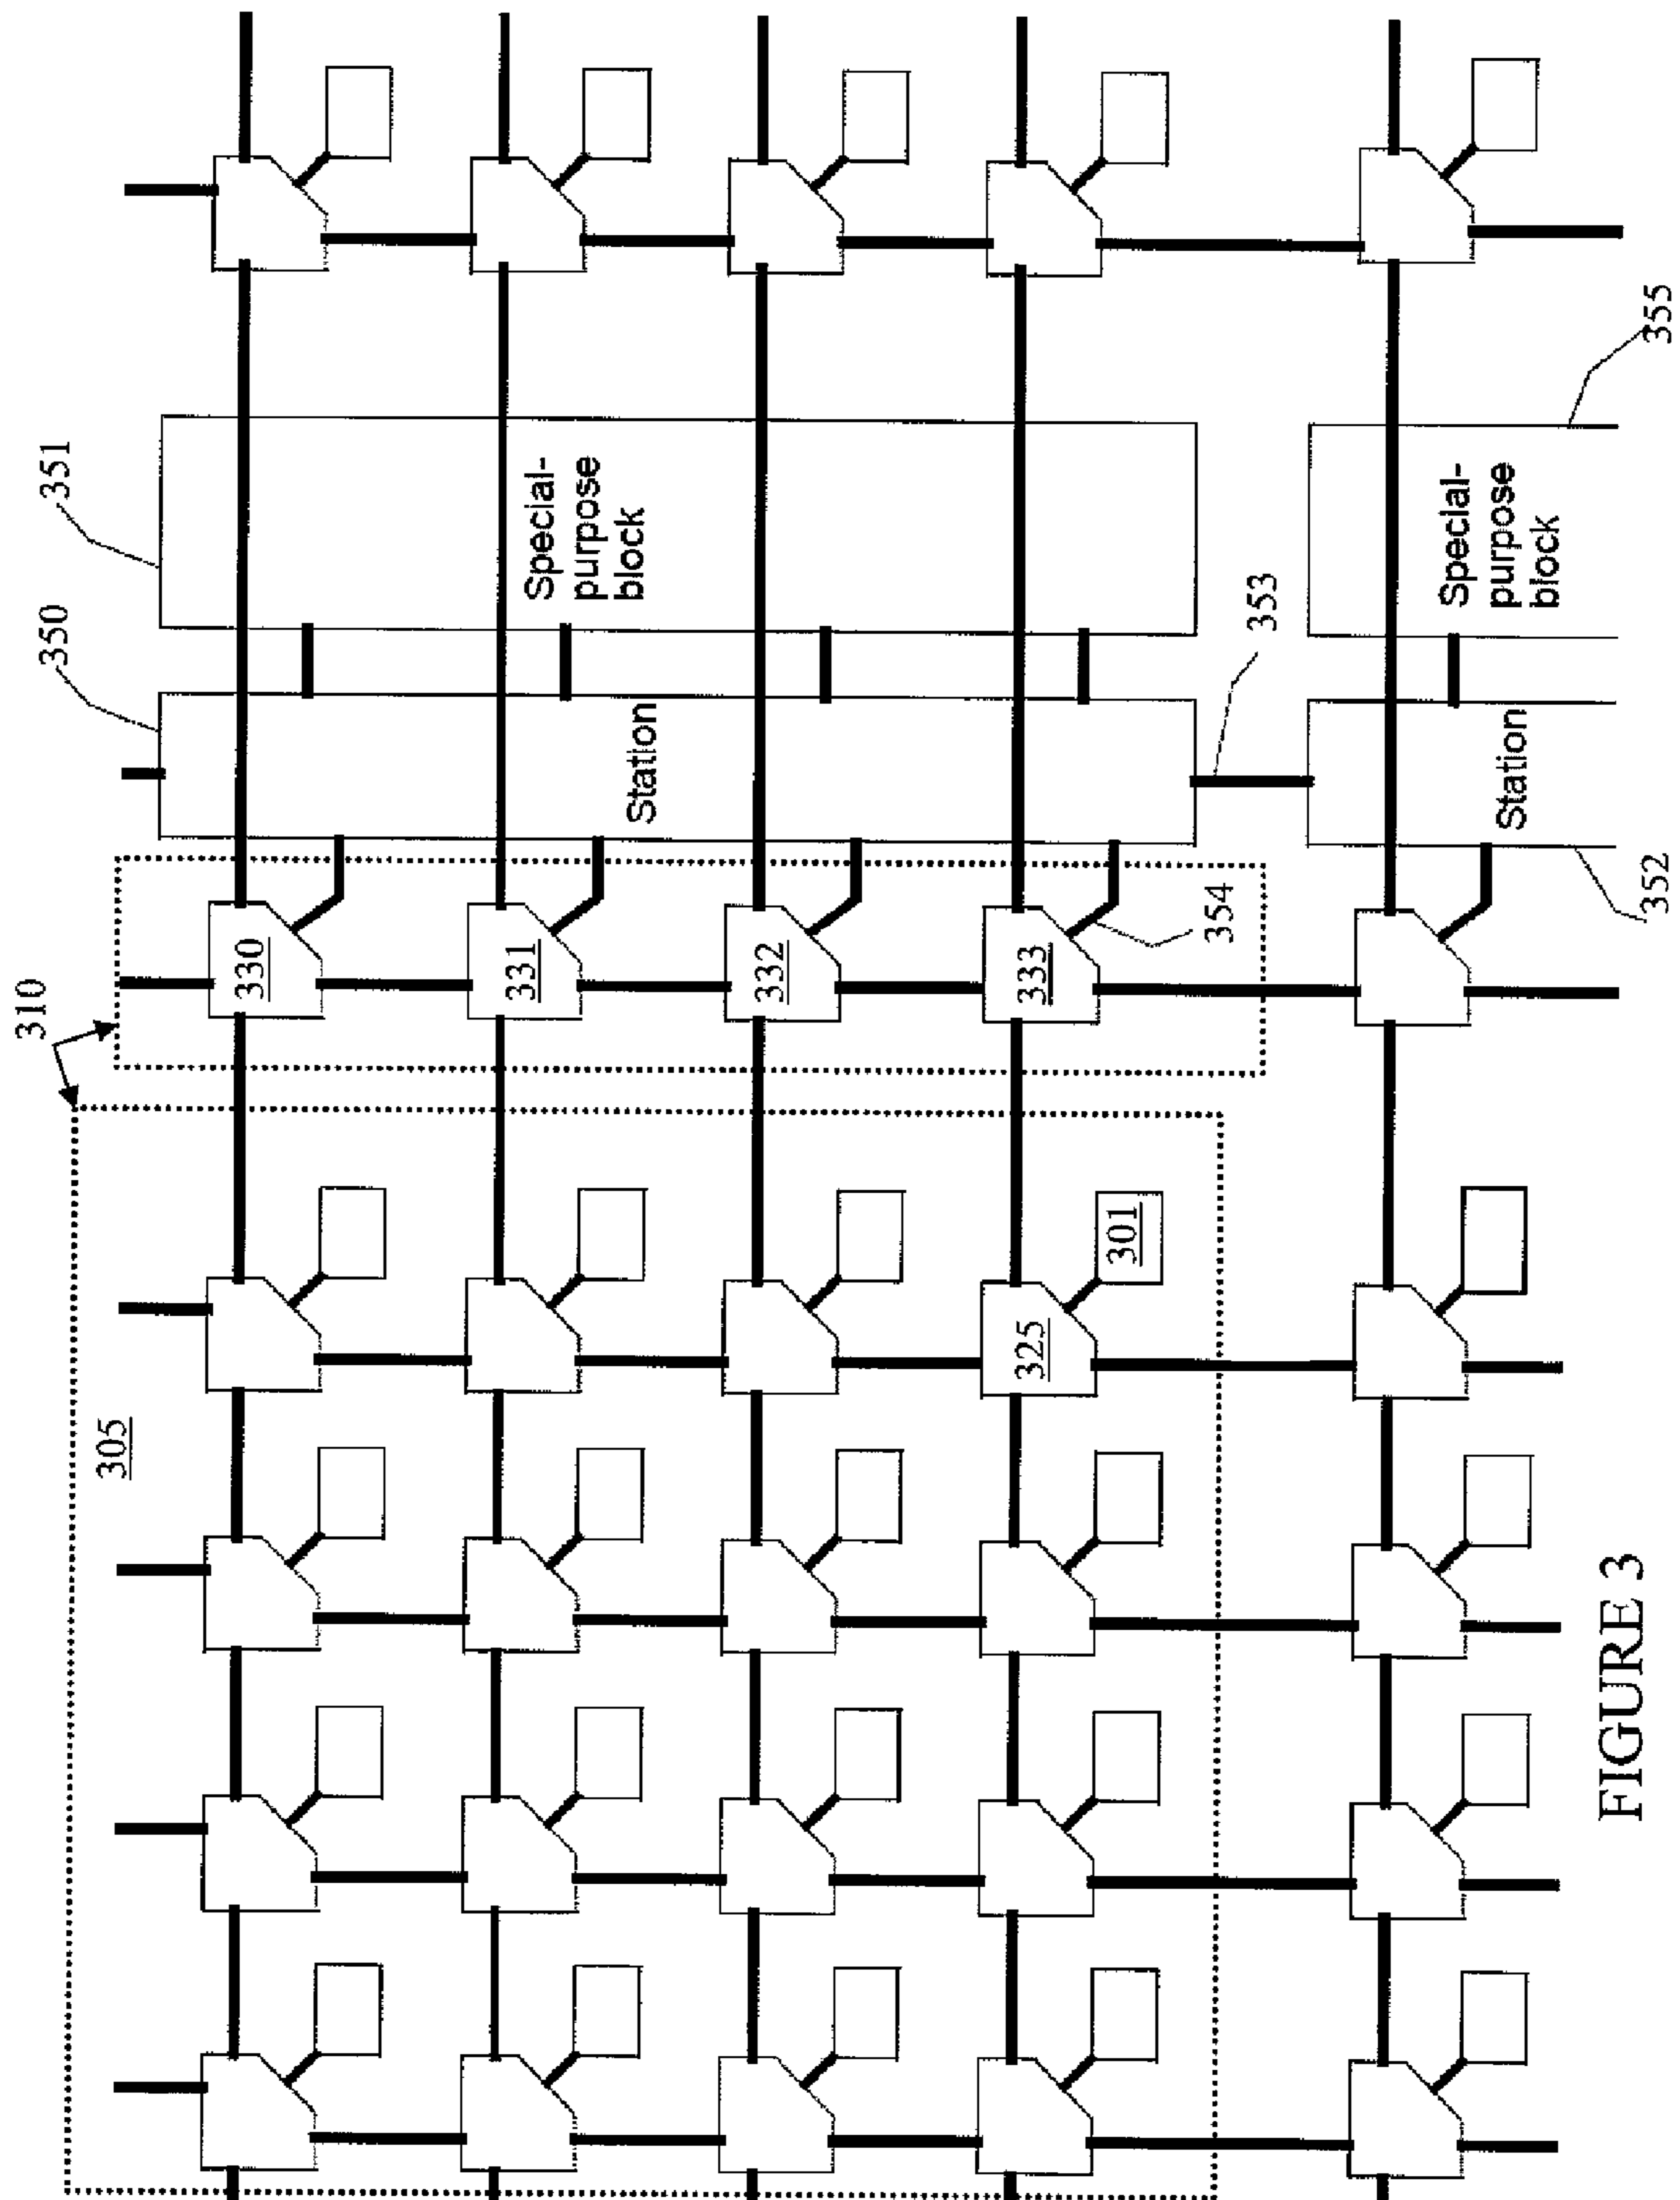 310
350
351
305
330
331
332
333
Station
Special-
purpose
block
325
301
354
353
352
Station
Special-
purpose
block
355
FIGURE 3